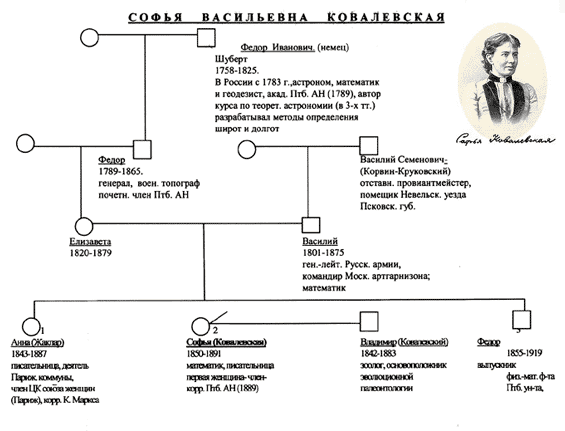 СОФЬЯ ВАСИЛЬЕВНА КОВАЛЕВСКАЯ
Федор Иванович, (немец)
Шуберт
1758-1825.
В России с 1783 г.,астроном, математик
и геодезист, акад. Птб. АН (1789), автор
курса по теорет. астрономии (в 3-х тт.)
разрабатывал методы определения
широт и долгот
Софья Ковалевская
Федор
1789-1865.
генерал, воен. топограф
почетн. член Птб. АН
Василий Семенович-
(Корвин-Круковский)
отставн. провиантмейстер,
помещик Невельск. уезда
Псковск. губ.
Елизавета
1820-1879
Василий
1801-1875
ген.-лейт. Русск. армии,
командир Моск. артгарнизона;
математик
1
2
3
Анна (Жаклар)
1843-1887
писательница, деятель
Париж. коммуны,
член ЦК союза женщин
(Париж), корр. К. Маркса
Софья (Ковалевская)
1850-1891
математик, писательница
первая женщина-член-
корр. Птб. АН (1889)
Владимир (Ковалевский)
1842-1883
зоолог, основоположник
эволюционной
палеонтологии
Федор
1855-1919
выпускник
физ.-мат. ф-та
Птб. ун-та,